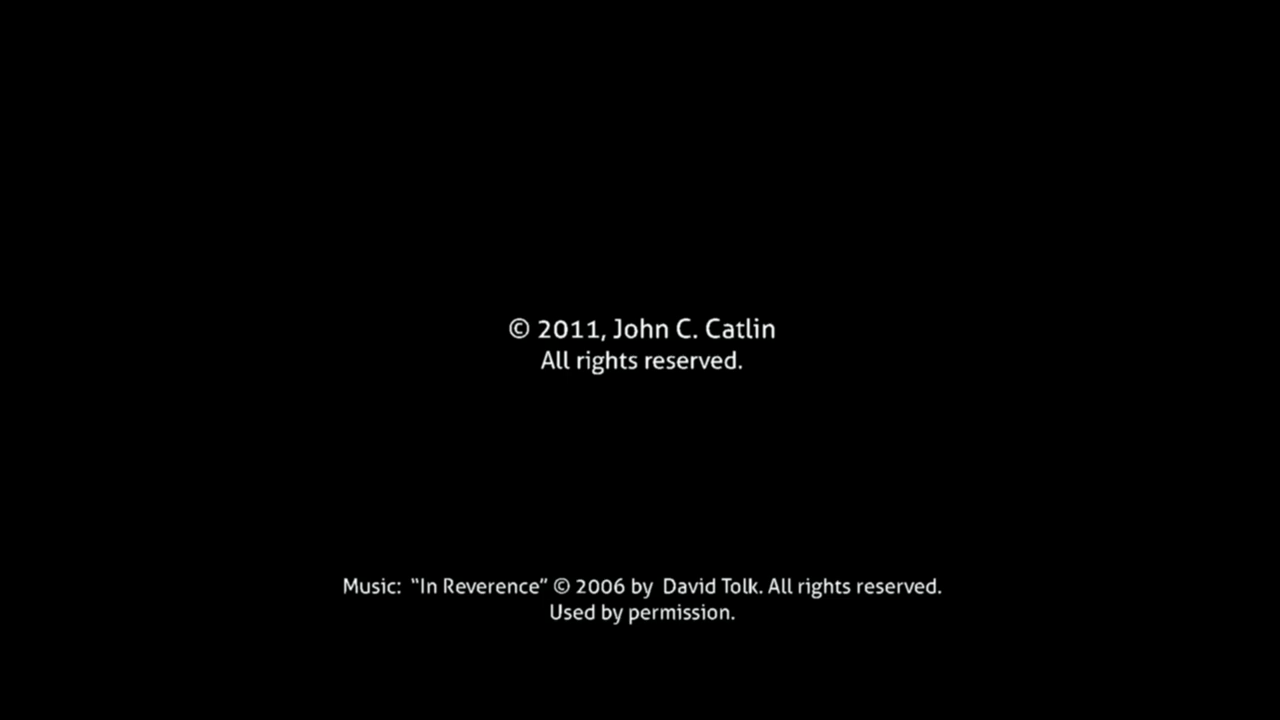 © 2011, John C. Catlin
All rights reserved.
Music: “In Reverence” © 2006 by David Tolk. All rights reserved.
Used by permission.